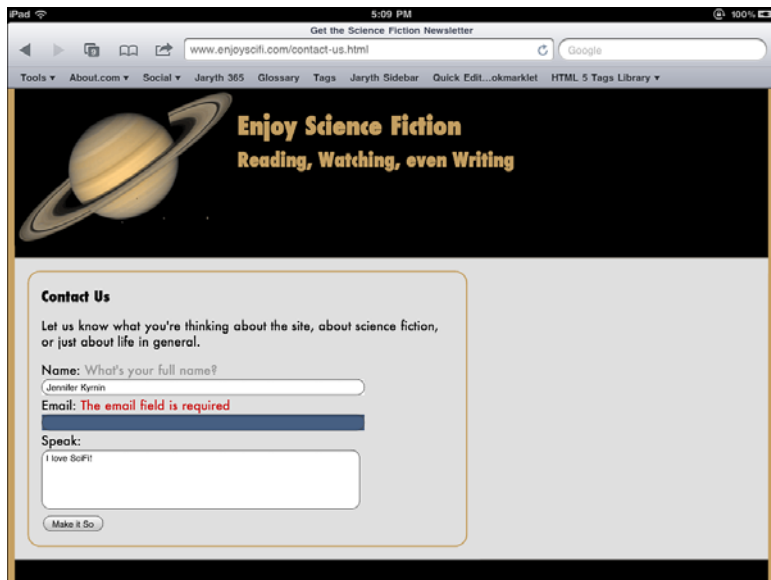 iPad 5:09 PM 100%
Get the Science Fiction Newsletter
www.enjoyscifi.com/contact-us.html Google
Tools ▾ About.com ▾ Social ▾ Jaryth 365 Glossary Tags Jaryth Sidebar Quick Edit...okmarklet HTML 5 Tags Library ▾
Enjoy Science Fiction
Reading, Watching, even Writing
Contact Us
Let us know what you're thinking about the site, about science fiction,
or just about life in general.
Name: What's your full name?
Jennifer Kyrnin
Email: The email field is required
Speak:
I love SciFi!
Make it So